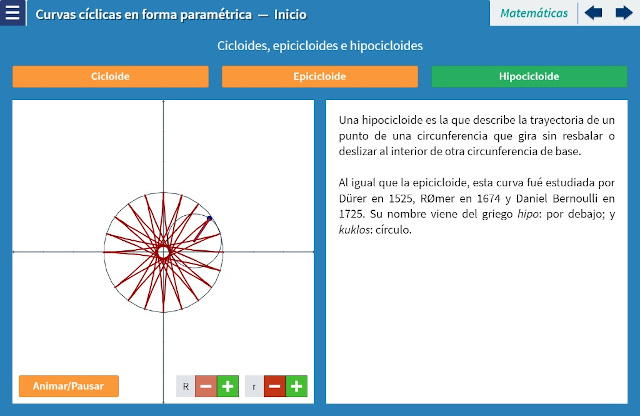 Curvas cíclicas en forma paramétrica — Inicio
Matemáticas
Cicloides, epicicloides e hipocicloides
Cicloide
Epicicloide
Hipocicloide
Una hipocicloide es la que describe la trayectoria de un
punto de una circunferencia que gira sin resbalar o
deslizar al interior de otra circunferencia de base.
Al igual que la epicicloide, esta curva fué estudiada por
Dürer en 1525, RØmer en 1674 y Daniel Bernoulli en
1725. Su nombre viene del griego hipo: por debajo; y
kuklos: círculo.
Animar/Pausar
R − +
r − +